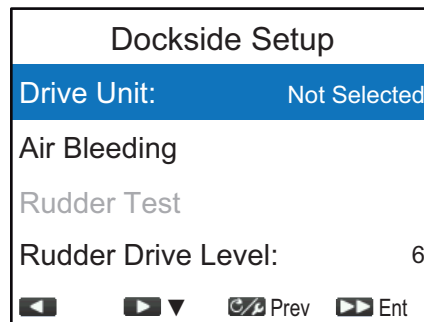 Dockside Setup
Drive Unit: Not Selected
Air Bleeding
Rudder Test
Rudder Drive Level: 6
▼ Prev Ent